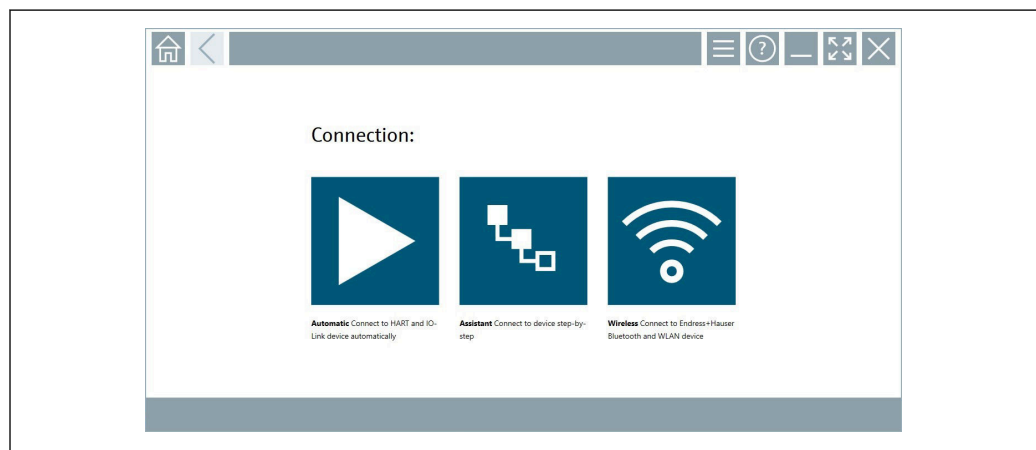 Connection:
Automatic Connect to HART and IO-
Link device automatically
Assistant Connect to device step-by-
step
Wireless Connect to Endress+Hauser
Bluetooth and WLAN device